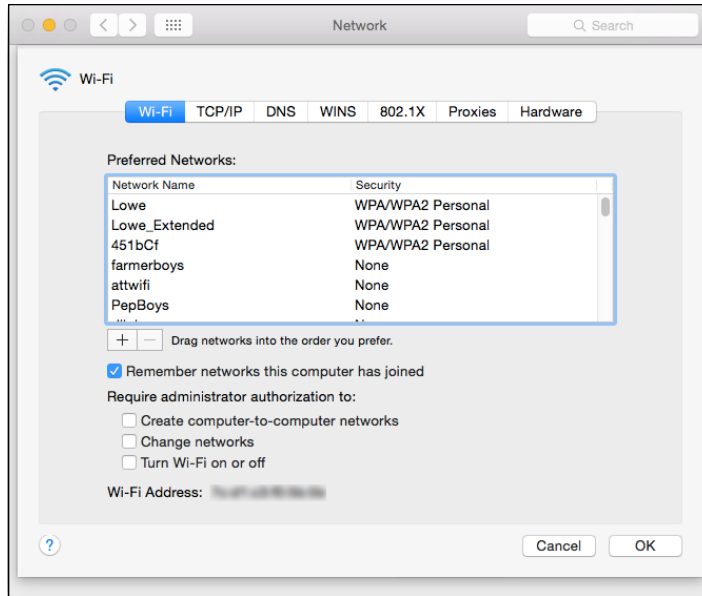 Network
Search
Wi-Fi
Wi-Fi TCP/IP DNS WINS 802.1X Proxies Hardware
Preferred Networks:
Network Name Security
Lowe WPA/WPA2 Personal
Lowe_Extended WPA/WPA2 Personal
451bCf WPA/WPA2 Personal
farmerboys None
attwifi None
PepBoys None
+ − Drag networks into the order you prefer.
Remember networks this computer has joined
Require administrator authorization to:
Create computer-to-computer networks
Change networks
Turn Wi-Fi on or off
Wi-Fi Address:
? Cancel OK